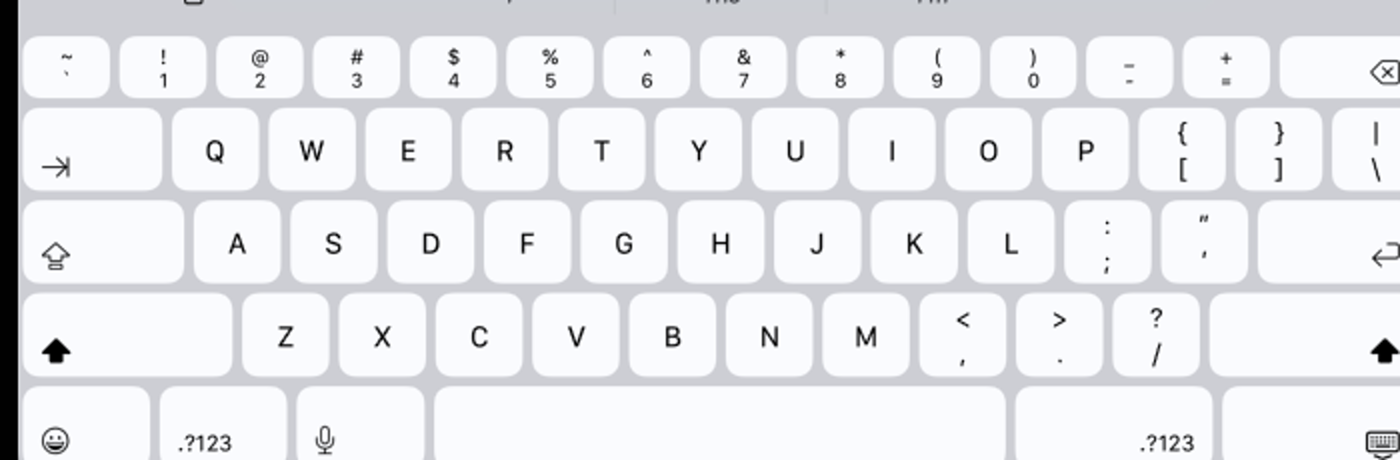 ~ ! @ # $ % ^ & * ( ) _ +
` 1 2 3 4 5 6 7 8 9 0 - =
Q W E R T Y U I O P { } |
[ ] \
A S D F G H J K L : "
; '
Z X C V B N M < > ?
, . /
.?123 .?123